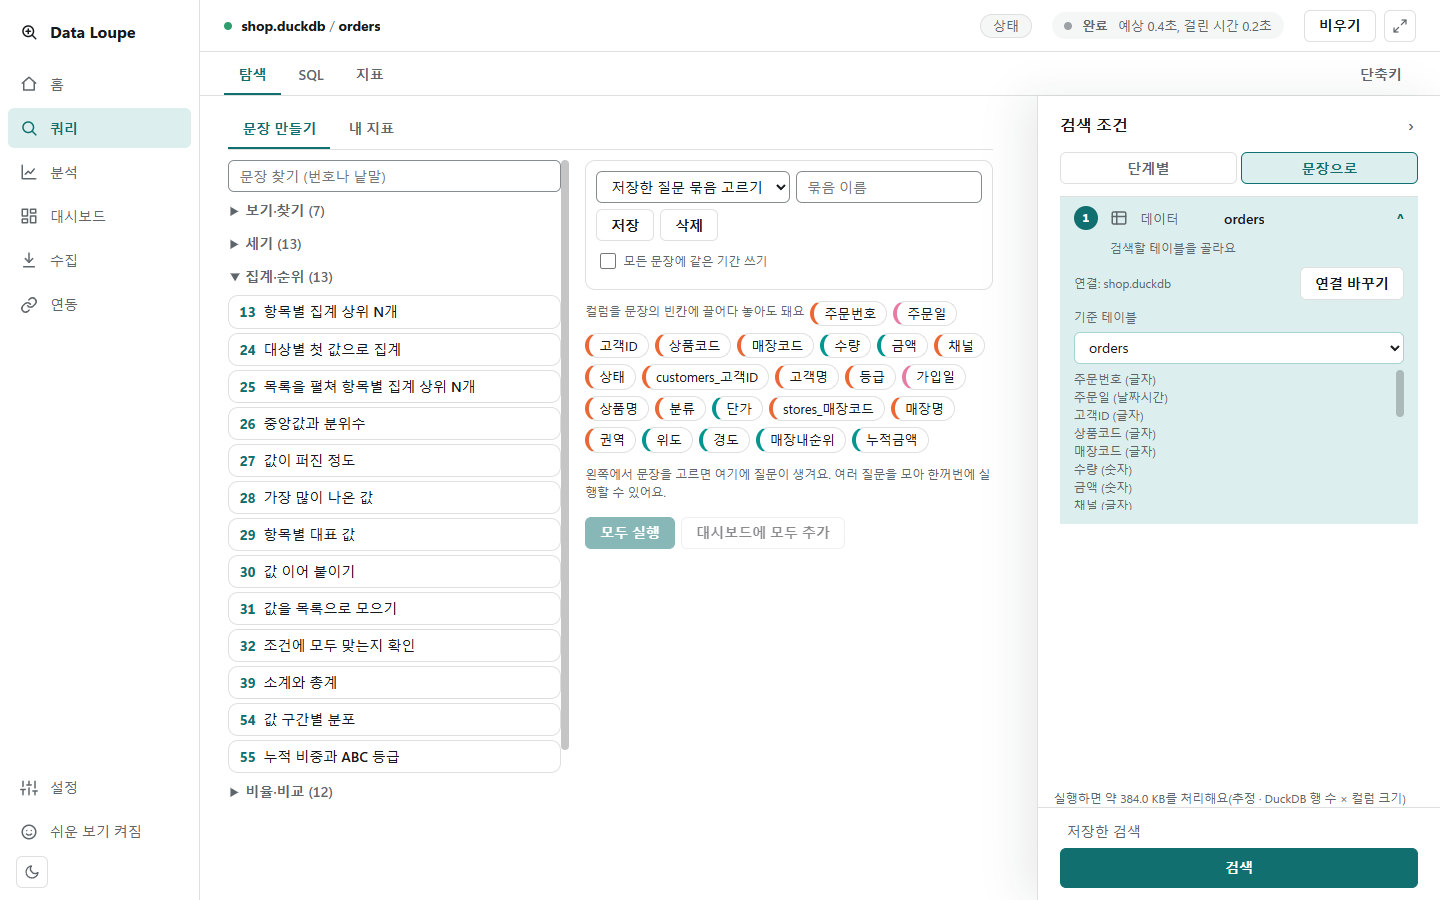 Data Loupe
홈
쿼리
분석
대시보드
수집
연동
설정
쉬운 보기 켜짐
shop.duckdb / orders
상태
완료 예상 0.4초, 걸린 시간 0.2초
비우기
탐색 SQL 지표
단축키
문장 만들기 내 지표
문장 찾기 (번호나 낱말)
보기·찾기 (7)
세기 (13)
집계·순위 (13)
13 항목별 집계 상위 N개
24 대상별 첫 값으로 집계
25 목록을 펼쳐 항목별 집계 상위 N개
26 중앙값과 분위수
27 값이 퍼진 정도
28 가장 많이 나온 값
29 항목별 대표 값
30 값 이어 붙이기
31 값을 목록으로 모으기
32 조건에 모두 맞는지 확인
39 소계와 총계
54 값 구간별 분포
55 누적 비중과 ABC 등급
비율·비교 (12)
저장한 질문 묶음 고르기 묶음 이름
저장 삭제
모든 문장에 같은 기간 쓰기
컬럼을 문장의 빈칸에 끌어다 놓아도 돼요 주문번호 주문일
고객ID 상품코드 매장코드 수량 금액 채널
상태 customers_고객ID 고객명 등급 가입일
상품명 분류 단가 stores_매장코드 매장명
권역 위도 경도 매장내순위 누적금액
왼쪽에서 문장을 고르면 여기에 질문이 생겨요. 여러 질문을 모아 한꺼번에 실
행할 수 있어요.
모두 실행 대시보드에 모두 추가
검색 조건 ›
단계별 문장으로
1 데이터 orders ^
검색할 테이블을 골라요
연결: shop.duckdb 연결 바꾸기
기준 테이블
orders
주문번호 (글자)
주문일 (날짜시간)
고객ID (글자)
상품코드 (글자)
매장코드 (글자)
수량 (숫자)
금액 (숫자)
채널 (글자)
실행하면 약 384.0 KB를 처리해요(추정 · DuckDB 행 수 × 컬럼 크기)
저장한 검색
검색